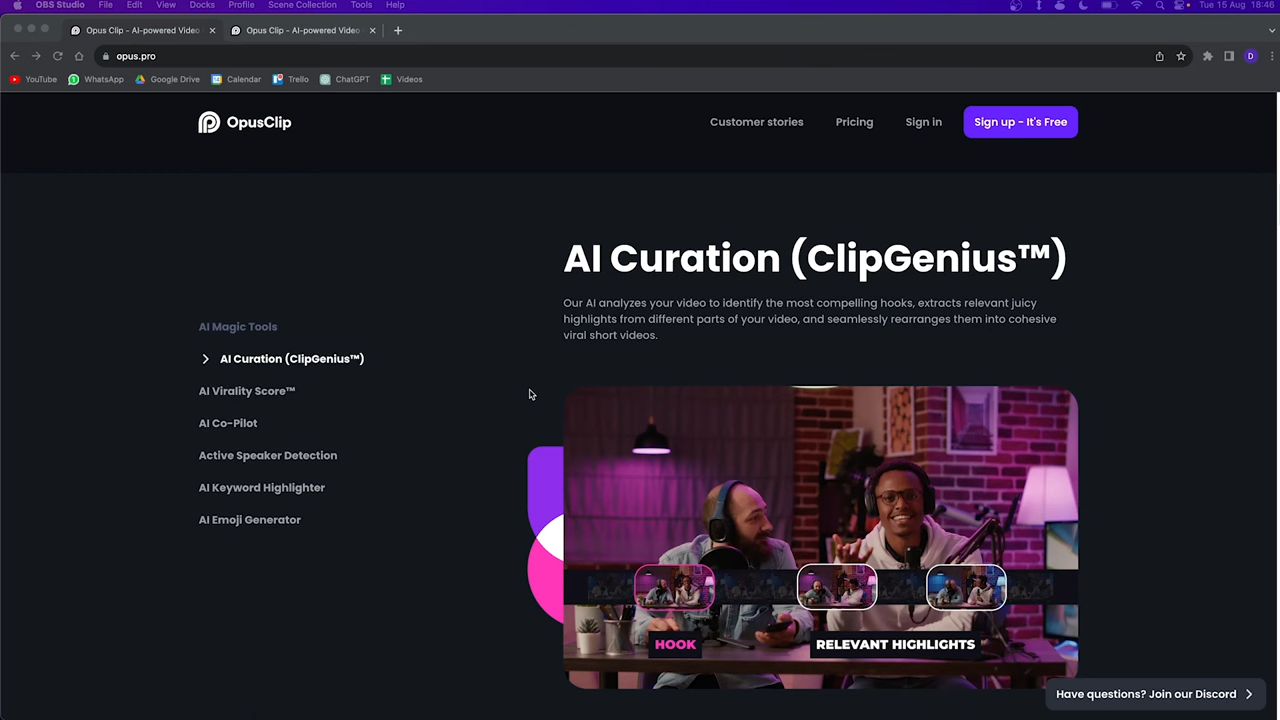 OBS Studio File Edit View Docks Profile Scene Collection Tools Help Tue 15 Aug 18:46
Opus Clip - AI-powered Video Opus Clip - AI-powered Video
opus.pro D
YouTube WhatsApp Google Drive Calendar Trello ChatGPT Videos
OpusClip Customer stories Pricing Sign in Sign up - It's Free
AI Curation (ClipGenius™)
Our AI analyzes your video to identify the most compelling hooks, extracts relevant juicy
highlights from different parts of your video, and seamlessly rearranges them into cohesive
viral short videos.
AI Magic Tools
AI Curation (ClipGenius™)
AI Virality Score™
AI Co-Pilot
Active Speaker Detection
AI Keyword Highlighter
AI Emoji Generator
HOOK RELEVANT HIGHLIGHTS
Have questions? Join our Discord